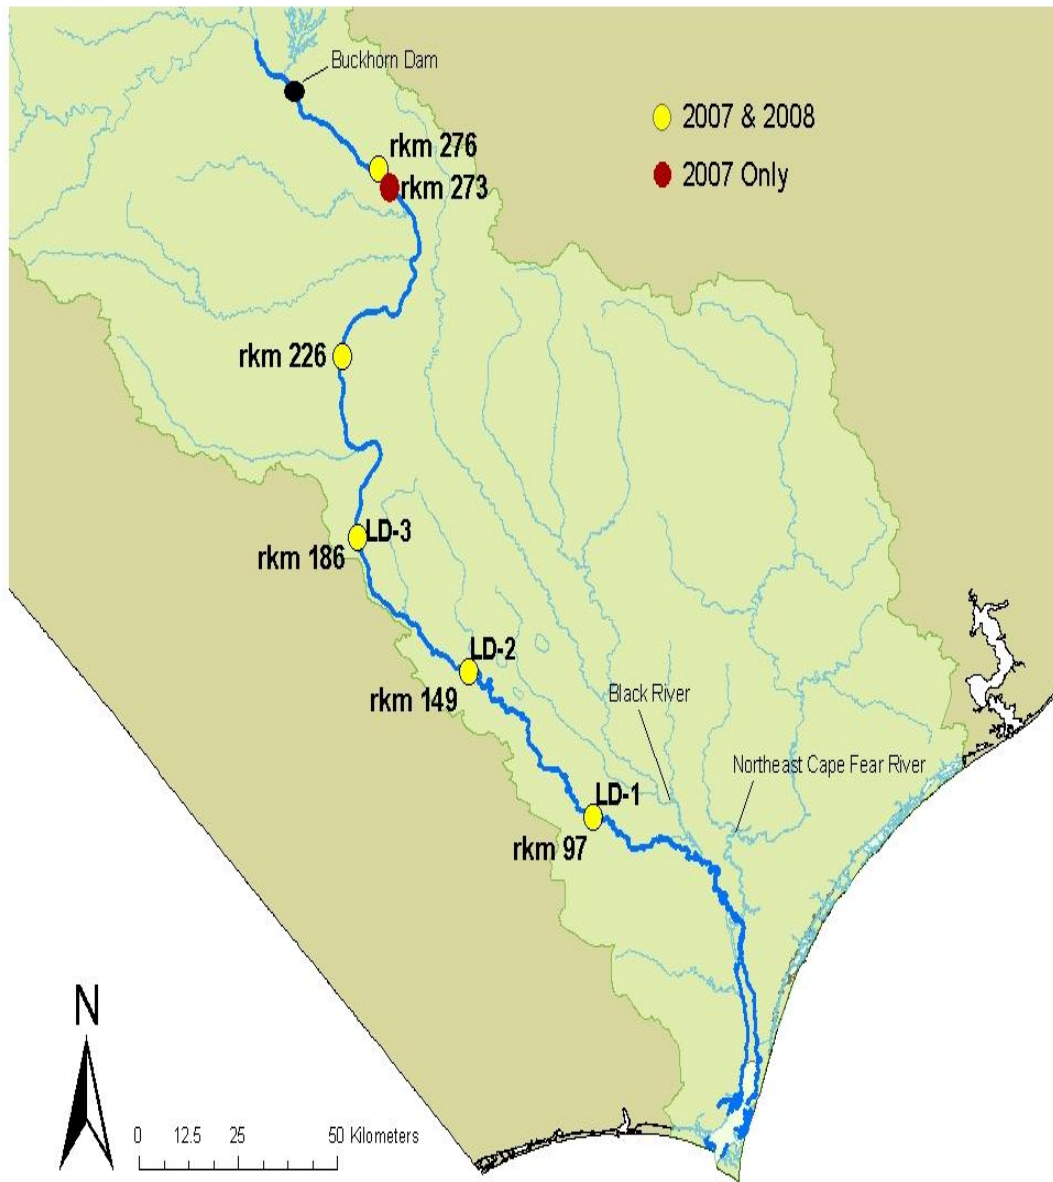 Buckhorn Dam
2007 & 2008
rkm 276
2007 Only
rkm 273
rkm 226
LD-3
rkm 186
LD-2
rkm 149
Black River
Northeast Cape Fear River
LD-1
rkm 97
N
0 12.5 25 50 Kilometers